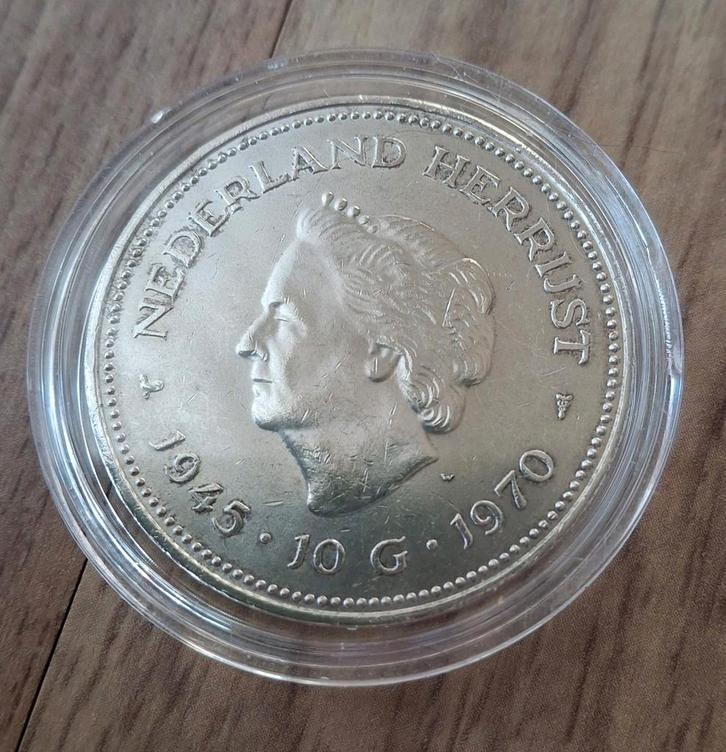 NEDERLAND HERRIJST
1945 · 10 G · 1970